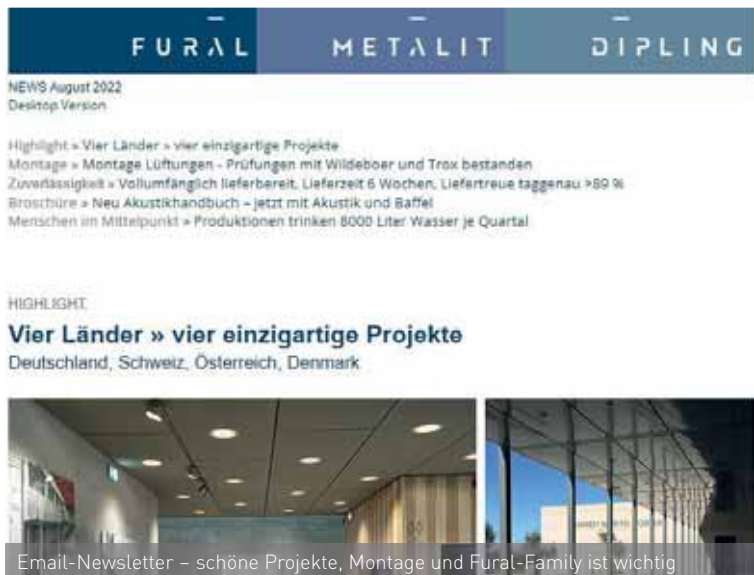 FURAL METALIT DIPLING
NEWS August 2022
Desktop Version
Highlight » Vier Länder » vier einzigartige Projekte
Montage » Montage Lüftungen - Prüfungen mit Wildeboer und Trox bestanden
Zuverlässigkeit » Vollumfänglich lieferbereit, Lieferzeit 6 Wochen, Liefertreue taggenau >89 %
Broschüre » Neu Akustikhandbuch – jetzt mit Akustik und Baffel
Menschen im Mittelpunkt » Produktionen trinken 8000 Liter Wasser je Quartal
HIGHLIGHT
Vier Länder » vier einzigartige Projekte
Deutschland, Schweiz, Österreich, Denmark
Email-Newsletter – schöne Projekte, Montage und Fural-Family ist wichtig